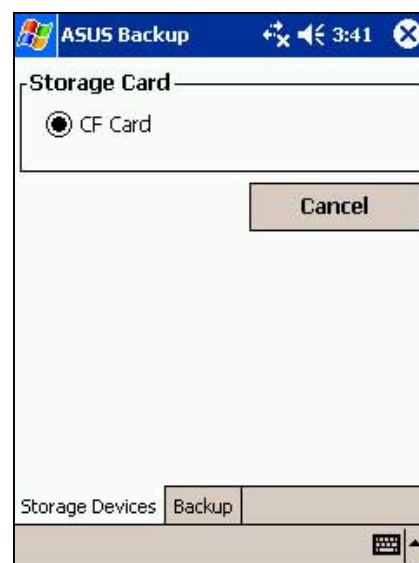 ASUS Backup 3:41
Storage Card
CF Card
Cancel
Storage Devices Backup